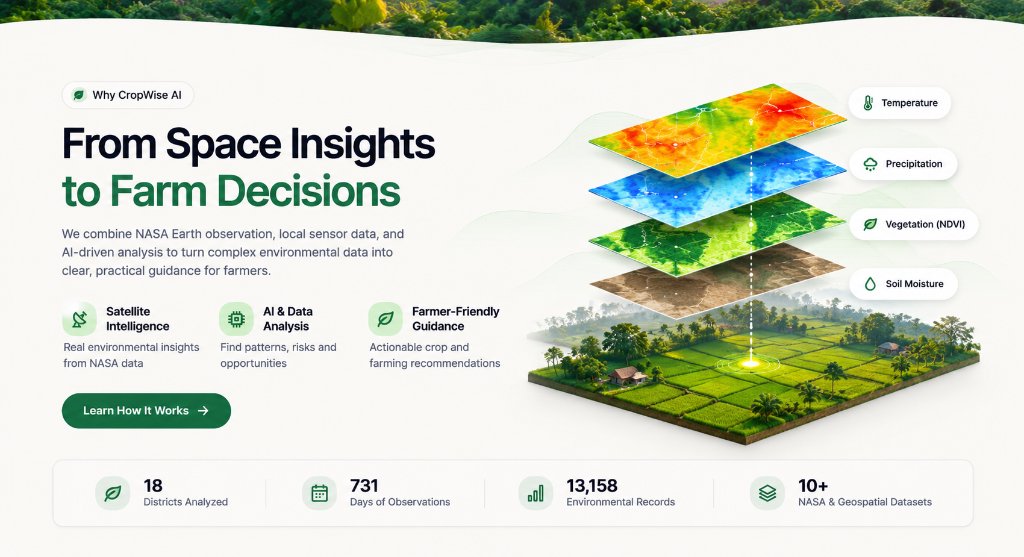 Why CropWise AI
From Space Insights
to Farm Decisions
We combine NASA Earth observation, local sensor data, and
AI-driven analysis to turn complex environmental data into
clear, practical guidance for farmers.
Satellite
Intelligence
Real environmental insights
from NASA data
AI & Data
Analysis
Find patterns, risks and
opportunities
Farmer-Friendly
Guidance
Actionable crop and
farming recommendations
Learn How It Works →
Temperature
Precipitation
Vegetation (NDVI)
Soil Moisture
18
Districts Analyzed
731
Days of Observations
13,158
Environmental Records
10+
NASA & Geospatial Datasets